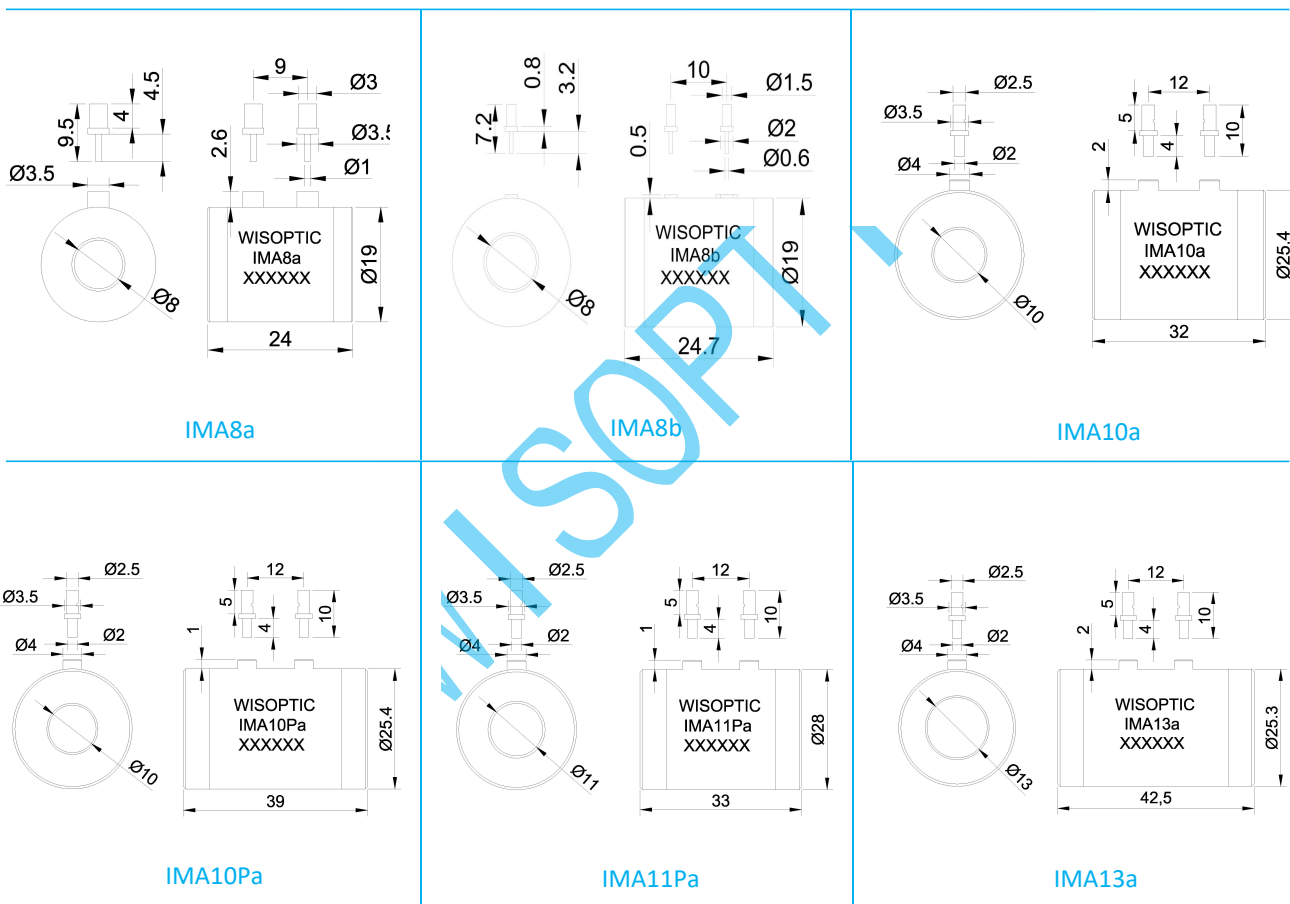 9
Ø3
4.5
4
9.5
2.6
Ø3.5
Ø1
Ø3.5
WISOPTIC
IMA8a
XXXXXX
Ø19
Ø8
24
IMA8a
0.8
3.2
10
Ø1.5
7.2
0.5
Ø2
Ø0.6
WISOPTIC
IMA8b
XXXXXX
Ø19
Ø8
24.7
IMA8b
Ø2.5
12
Ø3.5
5
10
4
2
Ø4
Ø2
WISOPTIC
IMA10a
XXXXXX
Ø25.4
Ø10
32
IMA10a
Ø2.5
12
Ø3.5
5
10
4
1
Ø2
Ø4
WISOPTIC
IMA10Pa
XXXXXX
Ø25.4
Ø10
39
IMA10Pa
Ø2.5
12
Ø3.5
5
10
4
1
Ø4
Ø2
WISOPTIC
IMA11Pa
XXXXXX
Ø28
Ø11
33
IMA11Pa
Ø2.5
12
Ø3.5
5
10
4
2
Ø2
Ø4
WISOPTIC
IMA13a
XXXXXX
Ø25.3
Ø13
42,5
IMA13a
WISOPT